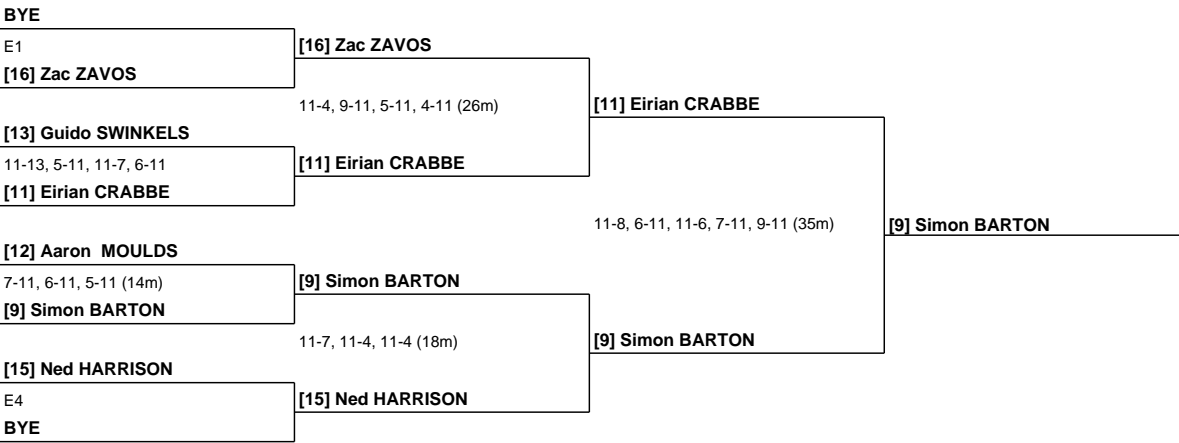 BYE
E1
[16] Zac ZAVOS
[16] Zac ZAVOS
11-4, 9-11, 5-11, 4-11 (26m)
[11] Eirian CRABBE
[13] Guido SWINKELS
11-13, 5-11, 11-7, 6-11
[11] Eirian CRABBE
[11] Eirian CRABBE
11-8, 6-11, 11-6, 7-11, 9-11 (35m)
[9] Simon BARTON
[12] Aaron  MOULDS
7-11, 6-11, 5-11 (14m)
[9] Simon BARTON
[9] Simon BARTON
11-7, 11-4, 11-4 (18m)
[9] Simon BARTON
[15] Ned HARRISON
E4
[15] Ned HARRISON
BYE